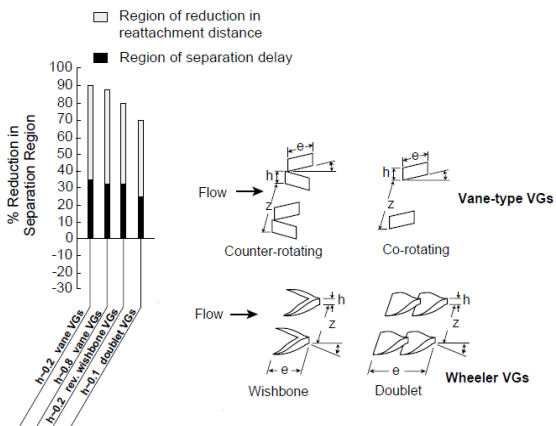 Region of reduction in
reattachment distance
Region of separation delay
% Reduction in
Separation Region
100
90
80
70
60
50
40
30
20
10
0
-10
-20
-30
h~0.2 vane VGs
h~0.8 vane VGs
h~0.2 rev. wishbone VGs
h~0.1 doublet VGs
e
h
Flow
z
Counter-rotating
e
h
z
Co-rotating
Vane-type VGs
Flow
h
z
e
Wishbone
h
z
e
Doublet
Wheeler VGs